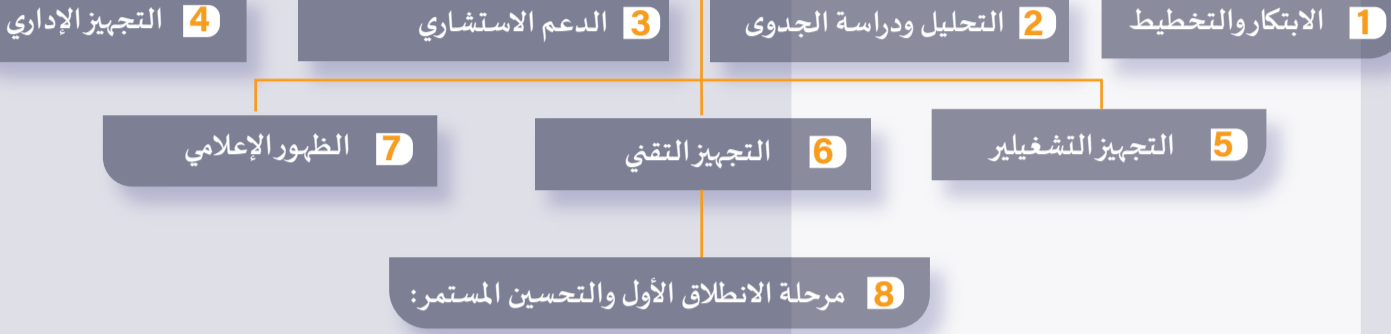 1 الابتكار والتخطيط
2 التحليل ودراسة الجدوى
3 الدعم الاستشاري
4 التجهيز الإداري
5 التجهيز التشغيلير
6 التجهيز التقني
7 الظهور الإعلامي
8 مرحلة الانطلاق الأول والتحسين المستمر: